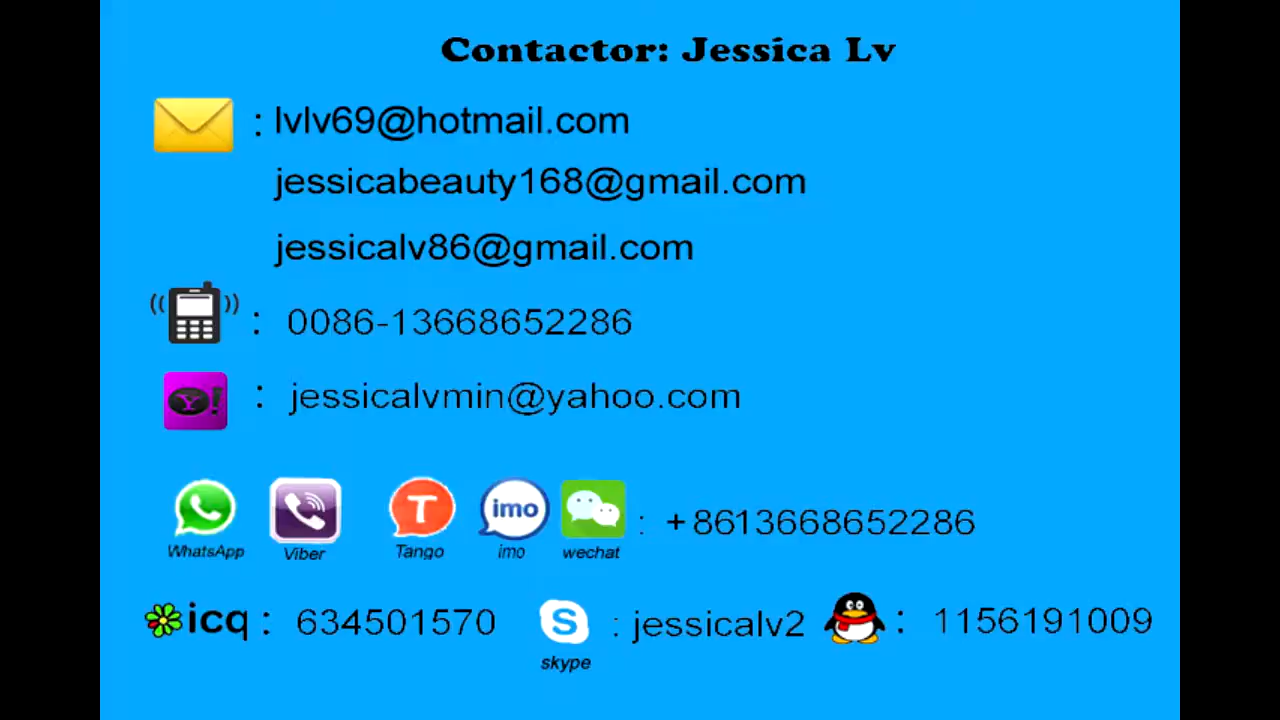 Contactor: Jessica Lv
: lvlv69@hotmail.com
jessicabeauty168@gmail.com
jessicalv86@gmail.com
: 0086-13668652286
Y! : jessicalvmin@yahoo.com
T imo : +8613668652286
WhatsApp Viber Tango imo wechat
icq : 634501570 S : jessicalv2 : 1156191009
skype